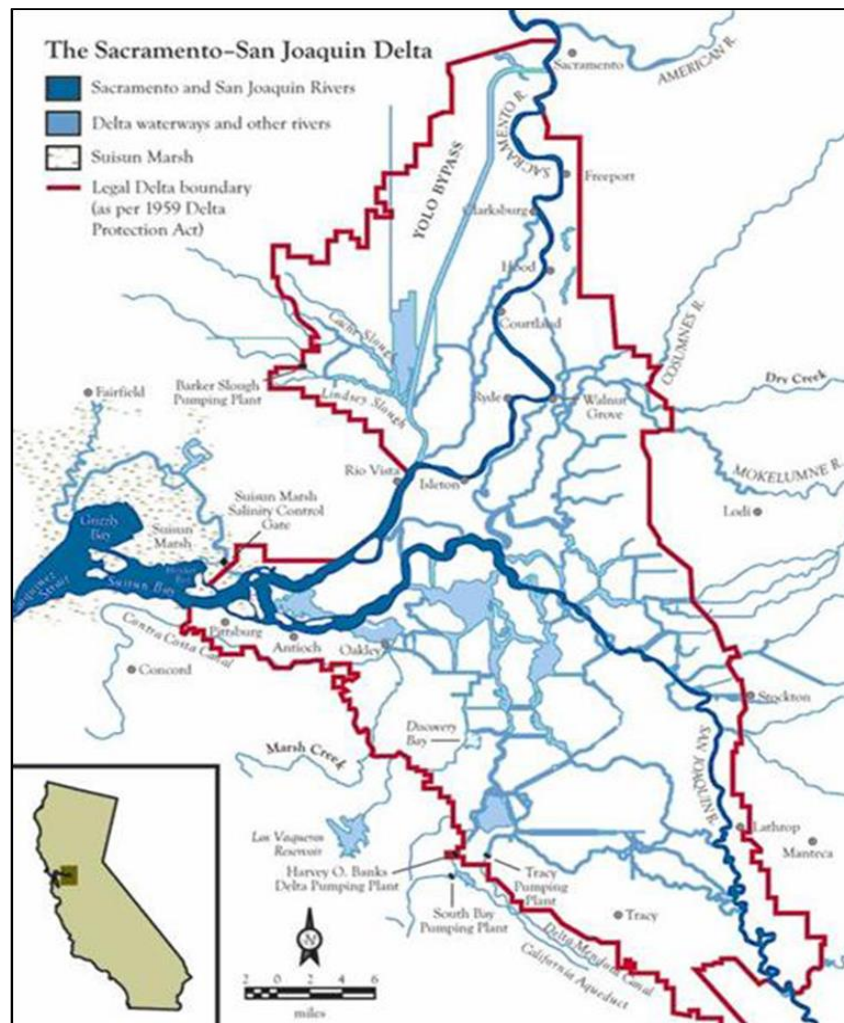 The Sacramento–San Joaquin Delta
Sacramento and San Joaquin Rivers
Delta waterways and other rivers
Suisun Marsh
Legal Delta boundary
(as per 1959 Delta
Protection Act)
Sacramento
AMERICAN R.
SACRAMENTO R.
YOLO BYPASS
Freeport
Clarksburg
Hood
Courtland
COSUMNES R.
Cache Slough
Barker Slough
Pumping Plant
Lindsey Slough
Fairfield
Ryde
Walnut
Grove
Dry Creek
MOKELUMNE R.
Rio Vista
Isleton
Lodi
Suisun Marsh
Salinity Control
Gate
Grizzly
Bay
Suisun
Marsh
Suisun Bay
Strait
Pittsburg
Antioch
Oakley
Contra Costa Canal
Concord
Stockton
Discovery
Bay
Marsh Creek
SAN JOAQUIN R.
Los Vaqueros
Reservoir
Lathrop
Manteca
Harvey O. Banks
Delta Pumping Plant
Tracy
Pumping
Plant
South Bay
Pumping Plant
Tracy
Delta Mendota Canal
California Aqueduct
N
2 0 2 4 6
miles